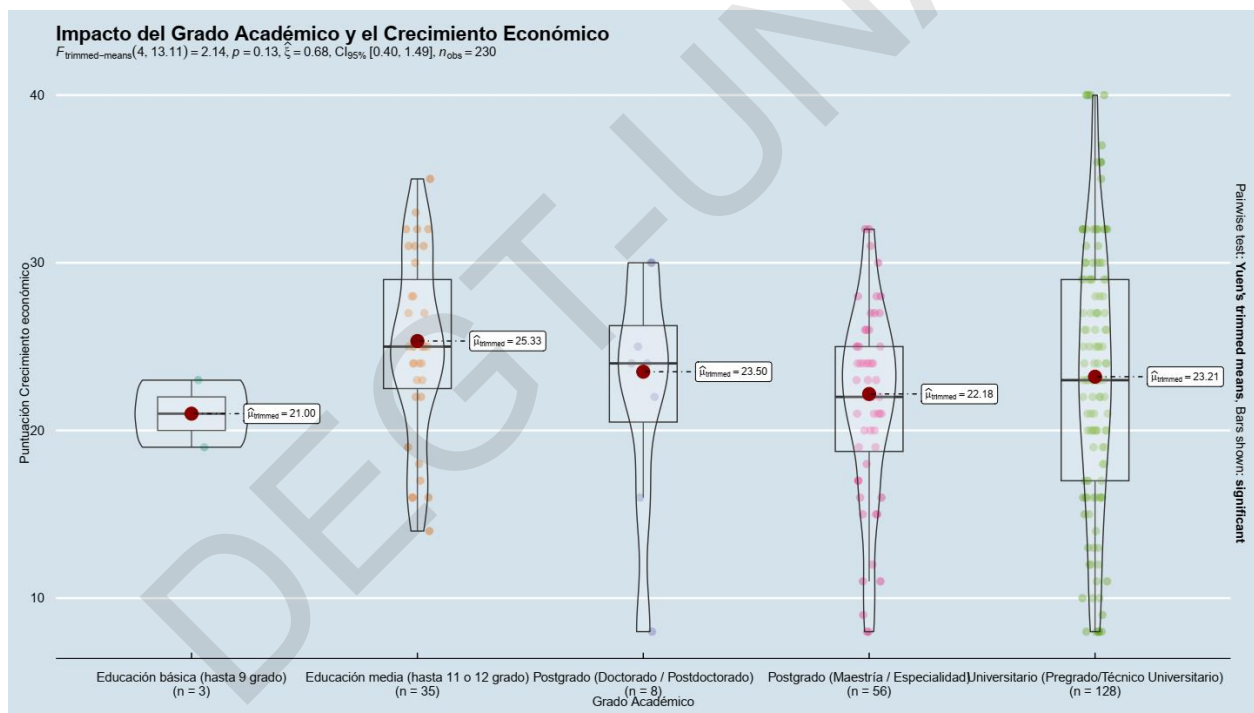 Impacto del Grado Académico y el Crecimiento Económico
F trimmed-means (4, 13.11) = 2.14, p = 0.13, ξ̂ = 0.68, CI95% [0.40, 1.49], nobs = 230
Puntuación Crecimiento económico
40
30
20
10
μ̂trimmed = 21.00
μ̂trimmed = 25.33
μ̂trimmed = 23.50
μ̂trimmed = 22.18
μ̂trimmed = 23.21
Pairwise test: Yuen's trimmed means, Bars shown: significant
Educación básica (hasta 9 grado)
(n = 3)
Educación media (hasta 11 o 12 grado)
(n = 35)
Postgrado (Doctorado / Postdoctorado)
(n = 8)
Postgrado (Maestría / Especialidad)
(n = 56)
Universitario (Pregrado/Técnico Universitario)
(n = 128)
Grado Académico
DEGT-UNA